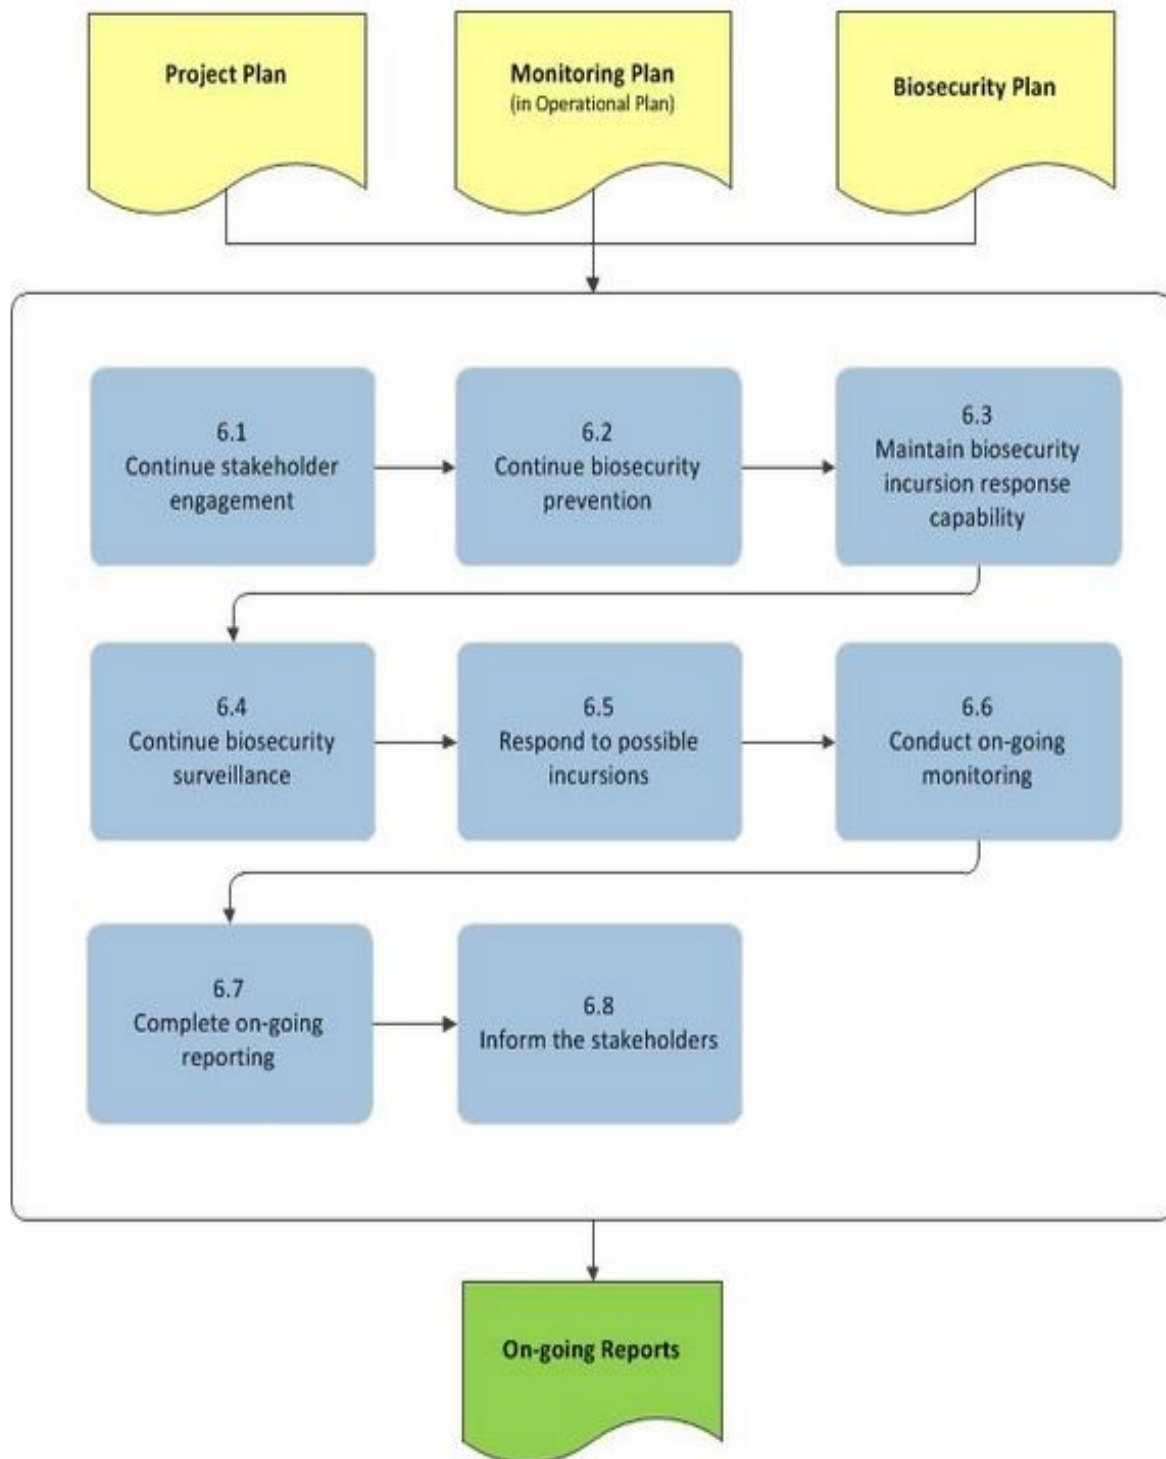 Project Plan
Monitoring Plan
(in Operational Plan)
Biosecurity Plan
6.1
Continue stakeholder
engagement
6.2
Continue biosecurity
prevention
6.3
Maintain biosecurity
incursion response
capability
6.4
Continue biosecurity
surveillance
6.5
Respond to possible
incursions
6.6
Conduct on-going
monitoring
6.7
Complete on-going
reporting
6.8
Inform the stakeholders
On-going Reports